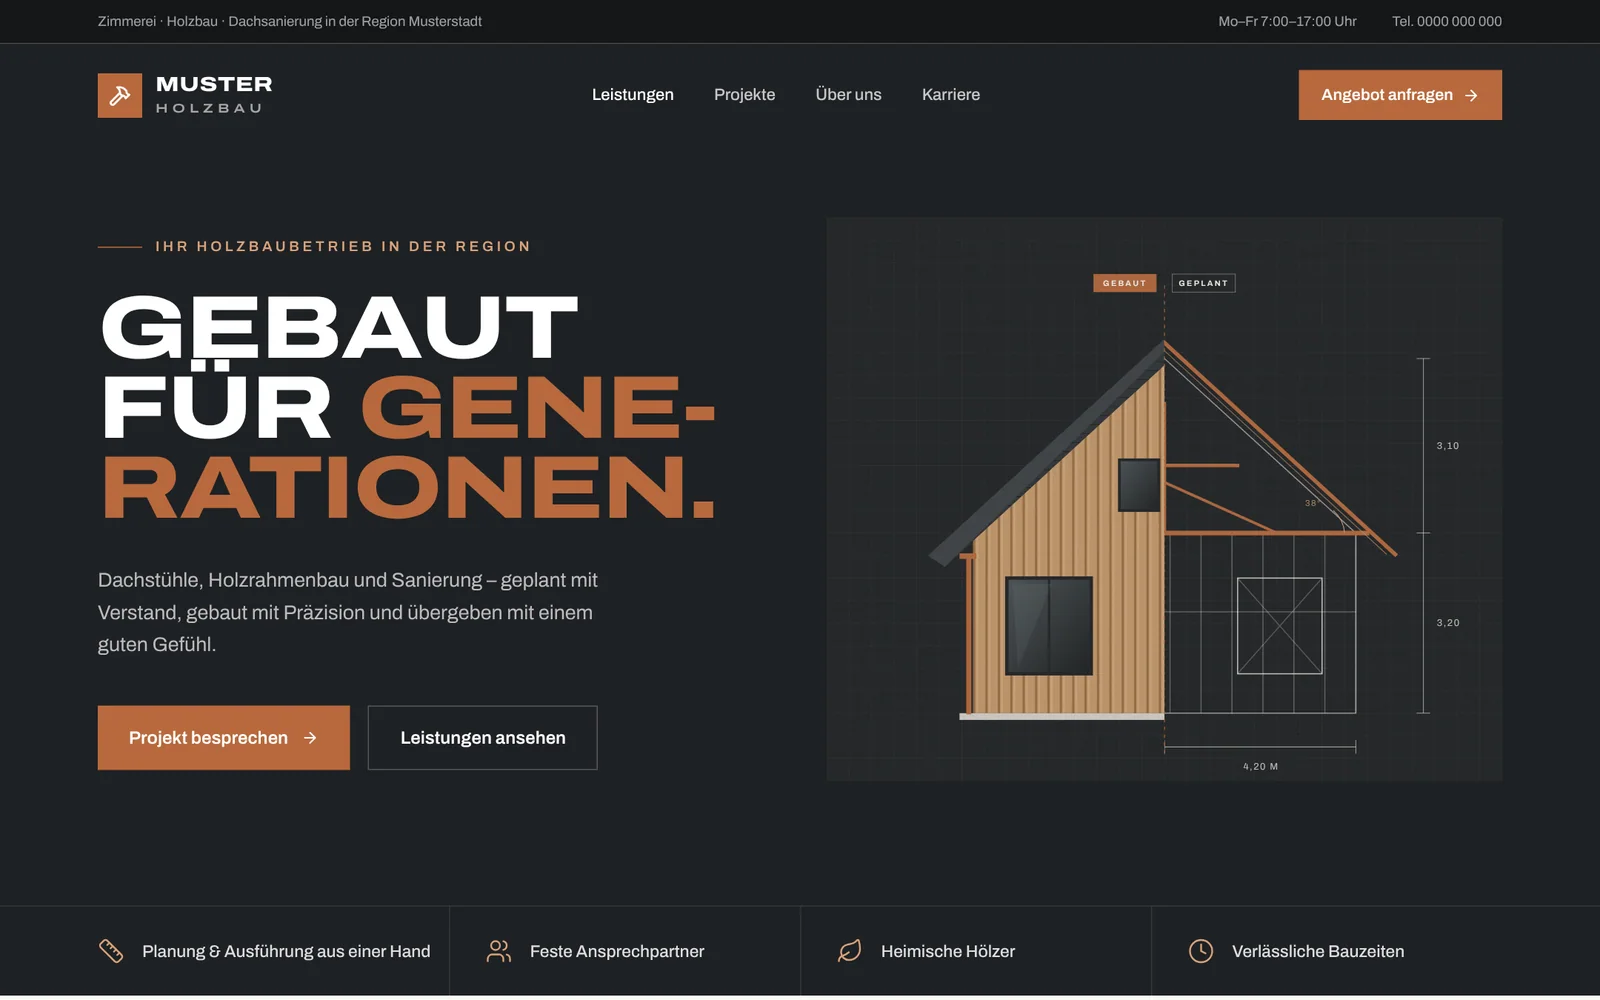 Zimmerei · Holzbau · Dachsanierung in der Region Musterstadt
Mo–Fr 7:00–17:00 Uhr
Tel. 0000 000 000
MUSTER
HOLZBAU
Leistungen
Projekte
Über uns
Karriere
Angebot anfragen →
IHR HOLZBAUBETRIEB IN DER REGION
GEBAUT
FÜR GENE-
RATIONEN.
Dachstühle, Holzrahmenbau und Sanierung – geplant mit
Verstand, gebaut mit Präzision und übergeben mit einem
guten Gefühl.
Projekt besprechen →
Leistungen ansehen
GEBAUT
GEPLANT
3,10
38°
3,20
4,20 M
Planung & Ausführung aus einer Hand
Feste Ansprechpartner
Heimische Hölzer
Verlässliche Bauzeiten